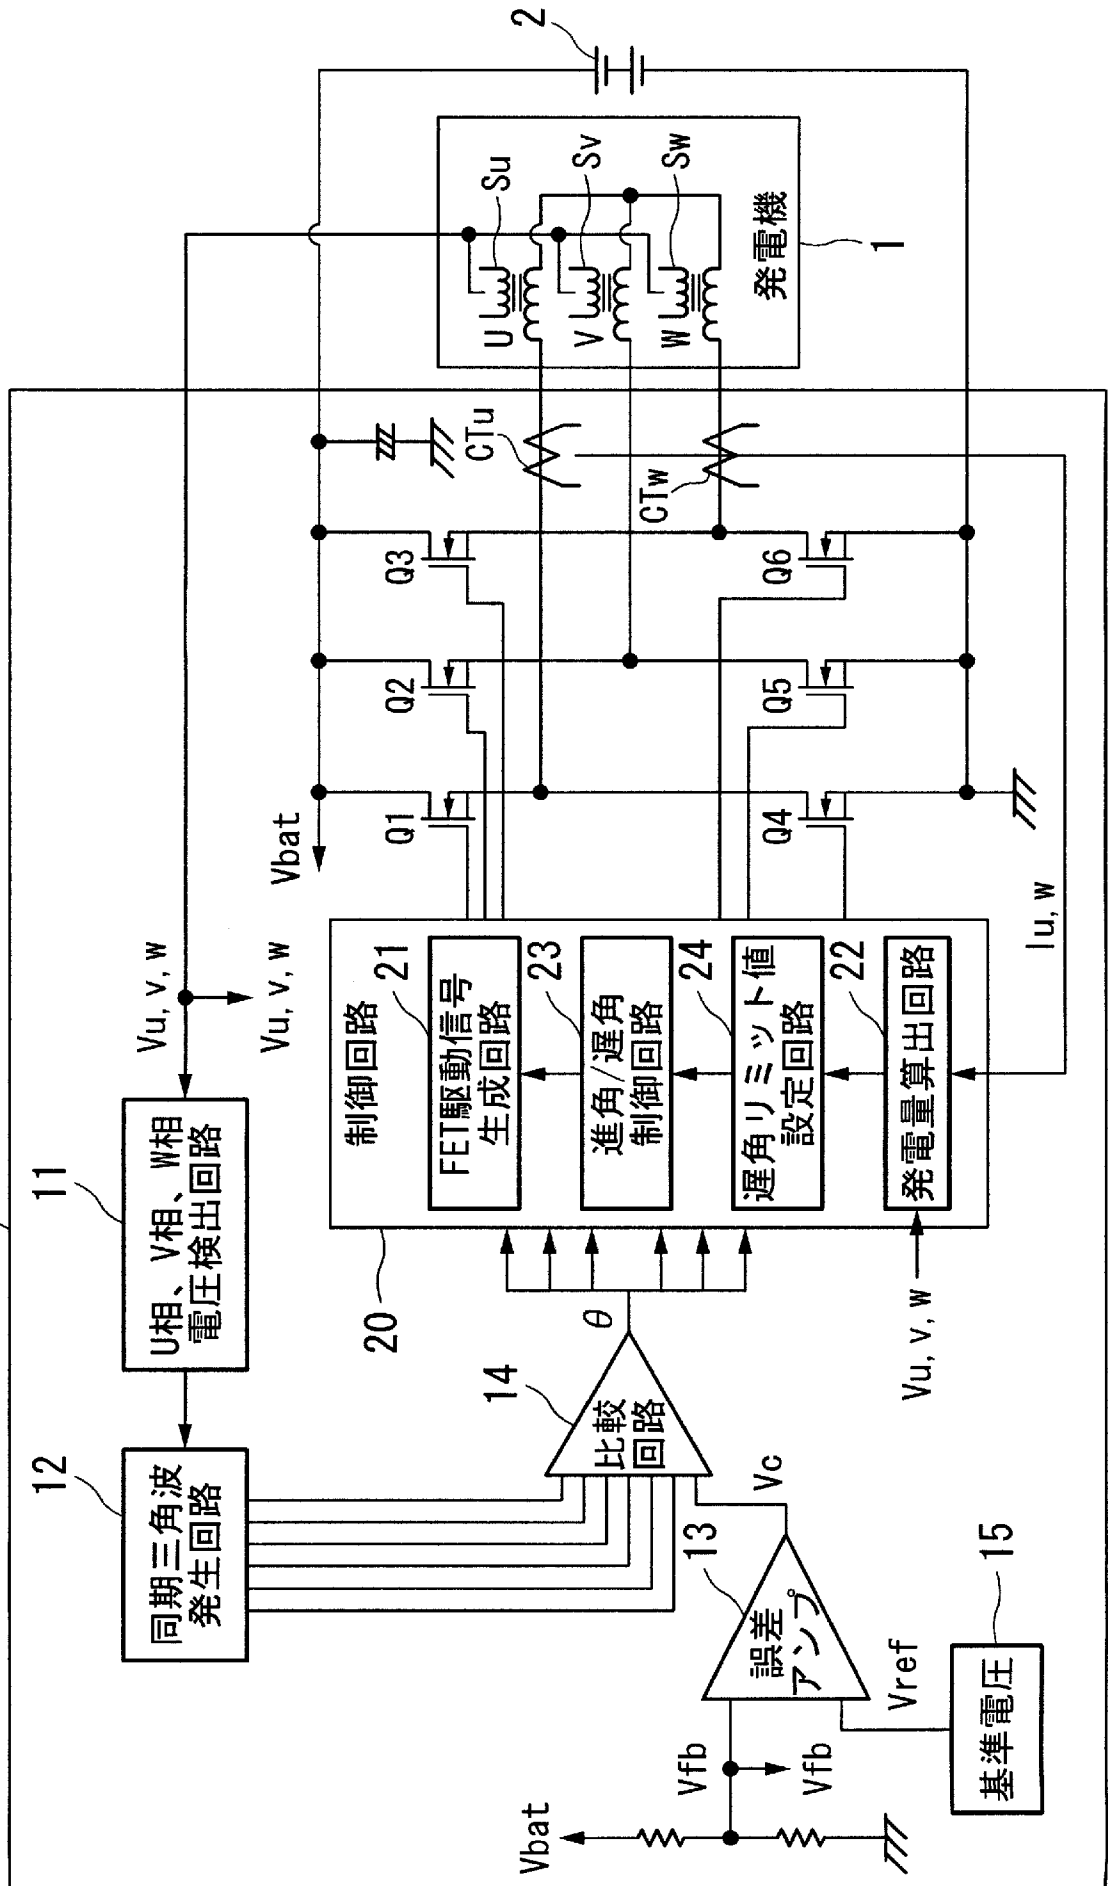 11
U相、V相、W相
電圧検出回路
12
同期三角波
発生回路
Vu, v, w
Vu, v, w
Vbat
2
Su
Sv
Sw
U
V
W
発電機
1
CTu
CTw
Q1
Q2
Q3
Q4
Q5
Q6
Iu, w
制御回路
20
FET駆動信号
生成回路
21
進角/遅角
制御回路
23
遅角リミット値
設定回路
24
発電量算出回路
22
Vu, v, w
θ
比較
回路
14
Vc
誤差
アンプ
13
Vref
基準電圧
15
Vfb
Vfb
Vbat